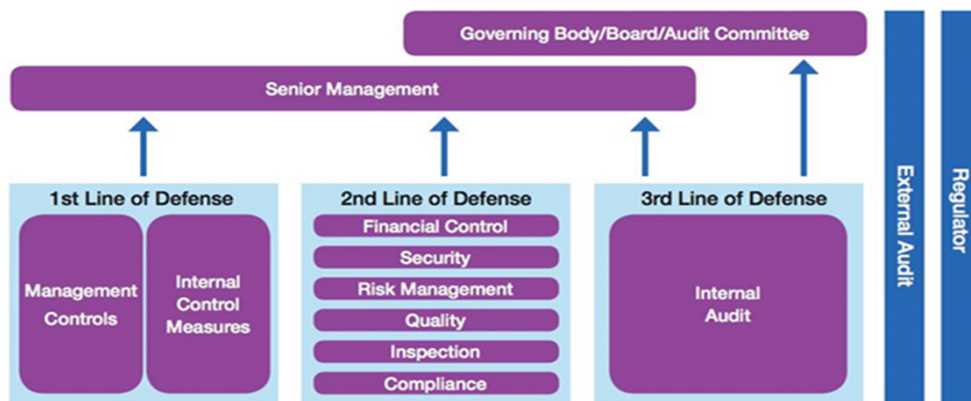 Governing Body/Board/Audit Committee
Senior Management
1st Line of Defense
Management
Controls
Internal
Control
Measures
2nd Line of Defense
Financial Control
Security
Risk Management
Quality
Inspection
Compliance
3rd Line of Defense
Internal
Audit
External Audit
Regulator